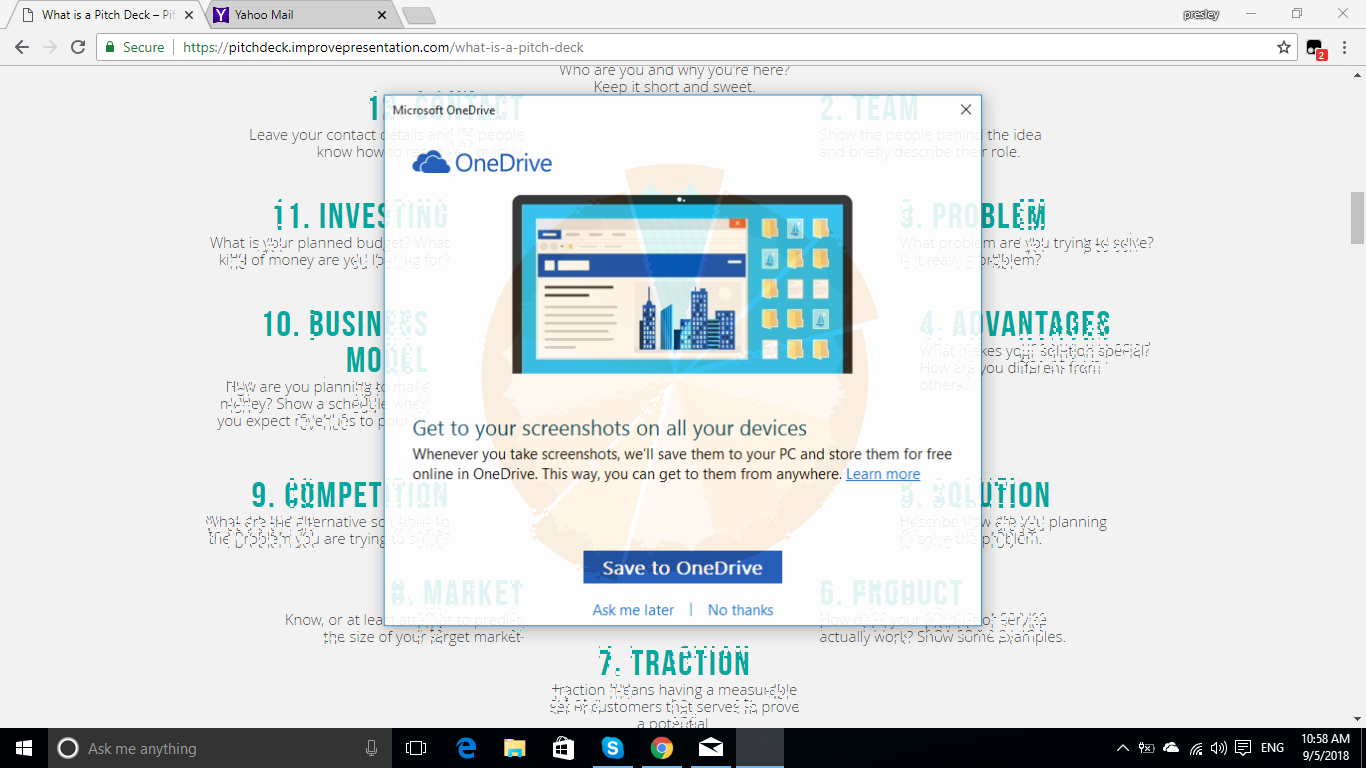 What is a Pitch Deck – Pit
Yahoo Mail
presley
Secure
https://pitchdeck.improvepresentation.com/what-is-a-pitch-deck
2
Who are you and why you're here?
Keep it short and sweet.
CONTACT
Leave your contact details and people
know how to
2. TEAM
Show the people behind the idea
and briefly describe their role.
11. INVESTING
What is your planned budget? What
kind of money are you looking for?
3. PROBLEM
What problem are you trying to solve?
Is it really a problem?
10. BUSINESS
MODEL
How are you planning to make
money? Show a schedule when
you expect revenues to pour
4. ADVANTAGES
What makes your solution special?
How are you different from
others?
9. COMPETITION
What are the alternative solutions to
the problem you are trying to solve?
5. SOLUTION
Describe how are you planning
to solve the problem.
8. MARKET
Know, or at least attempt to predict
the size of your target market
6. PRODUCT
How does your product or service
actually work? Show some examples.
7. TRACTION
Traction means having a measurable
set of customers that serves to prove
a potential
Microsoft OneDrive
OneDrive
Get to your screenshots on all your devices
Whenever you take screenshots, we'll save them to your PC and store them for free
online in OneDrive. This way, you can get to them from anywhere. Learn more
Save to OneDrive
Ask me later | No thanks
Ask me anything
ENG
10:58 AM
9/5/2018